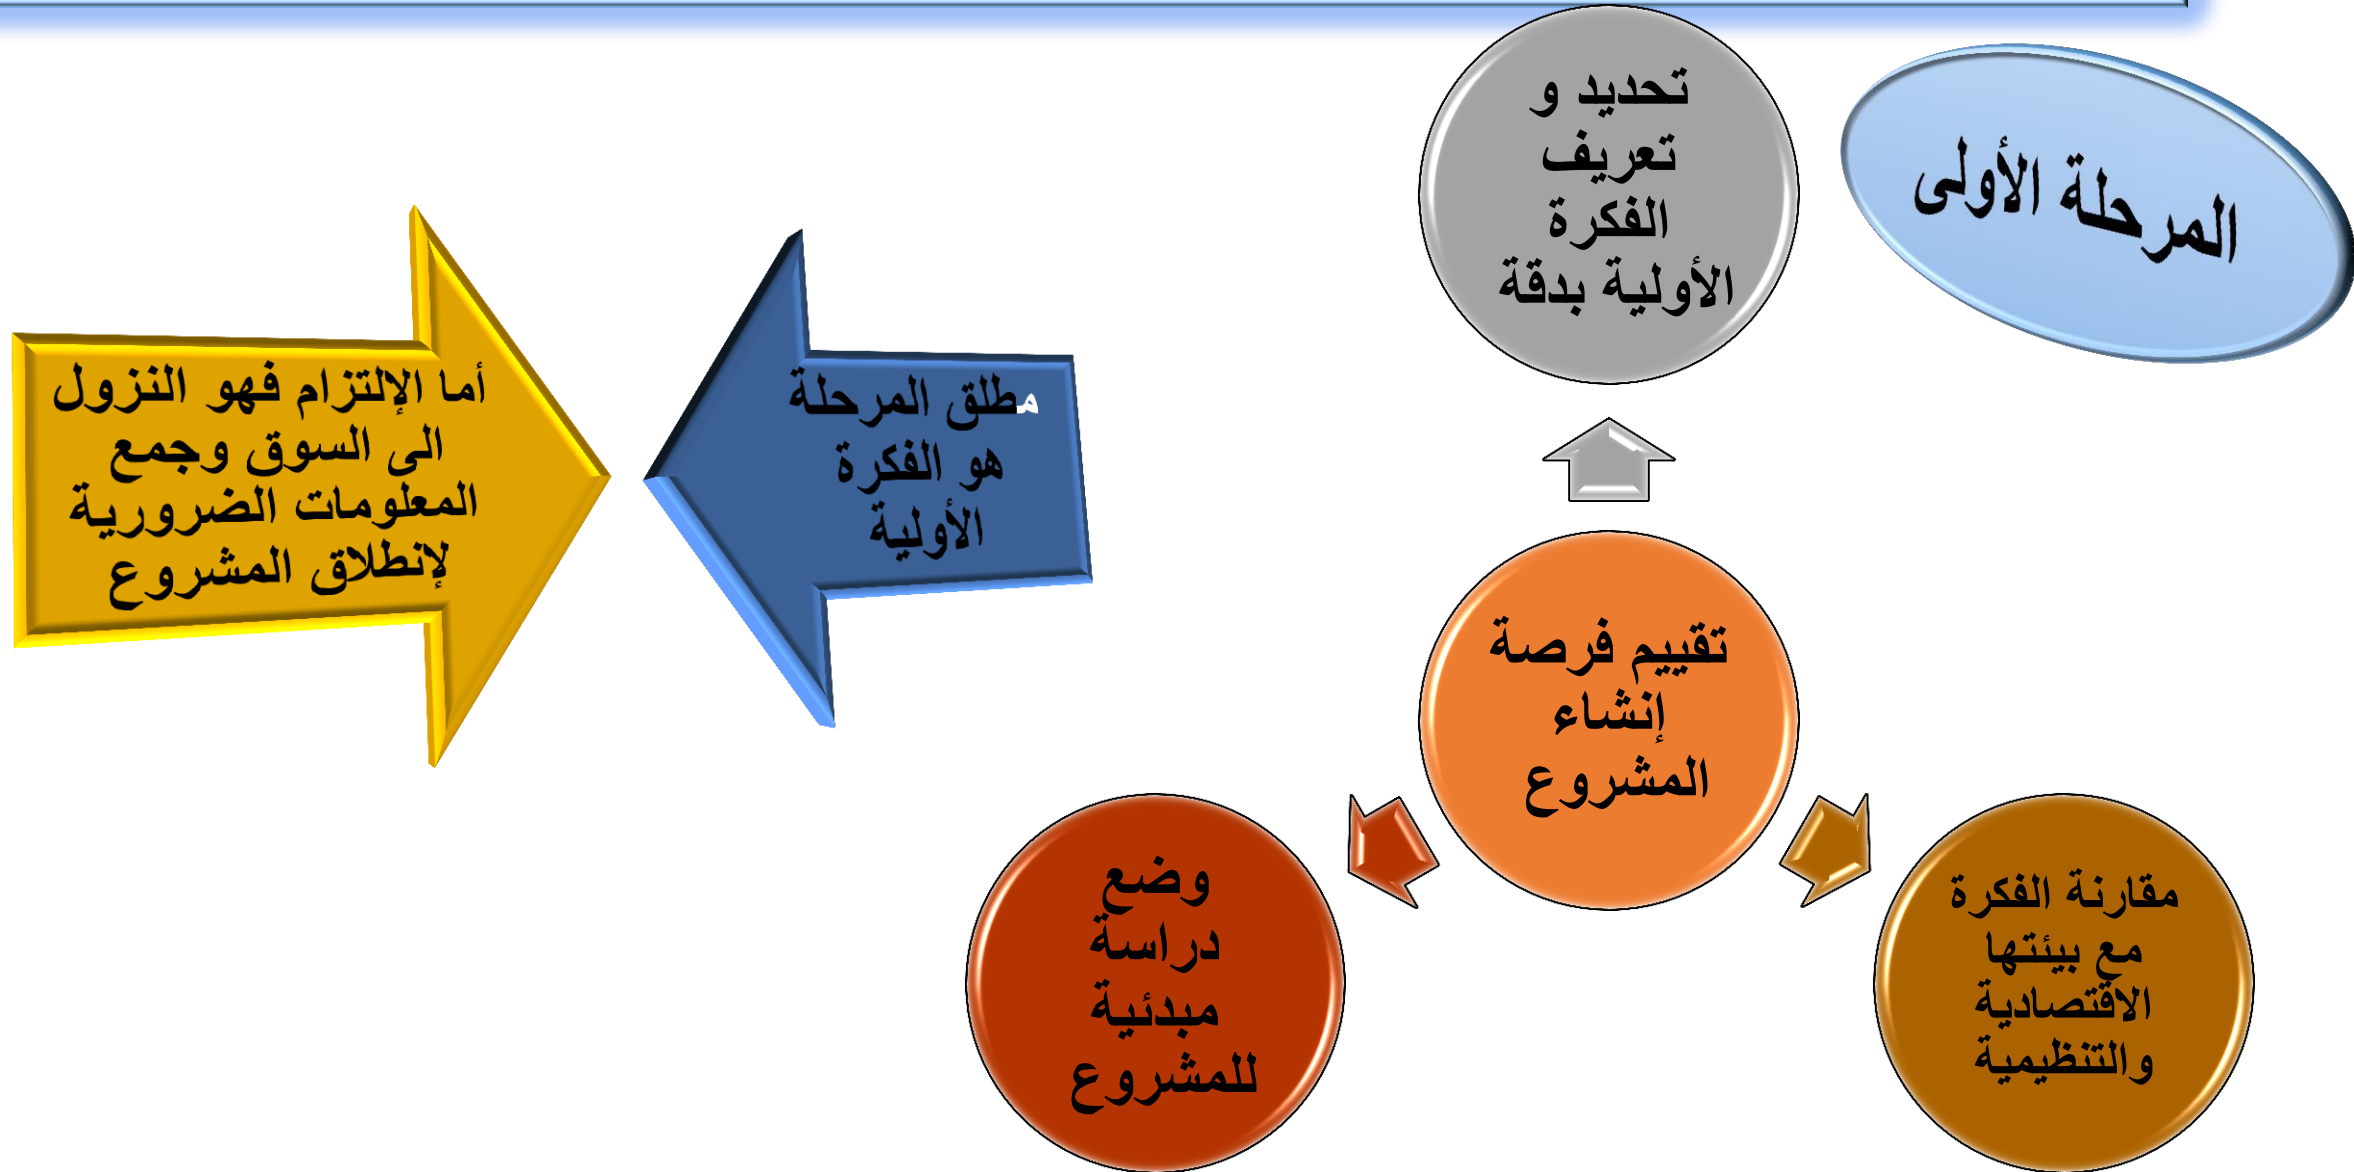 المرحلة الأولى
تحديد و
تعريف
الفكرة
الأولية بدقة
مطلق المرحلة
هو الفكرة
الأولية
أما الإلتزام فهو النزول
الى السوق وجمع
المعلومات الضرورية
لإنطلاق المشروع
تقييم فرصة
إنشاء
المشروع
مقارنة الفكرة
مع بيئتها
الاقتصادية
والتنظيمية
وضع
دراسة
مبدئية
للمشروع